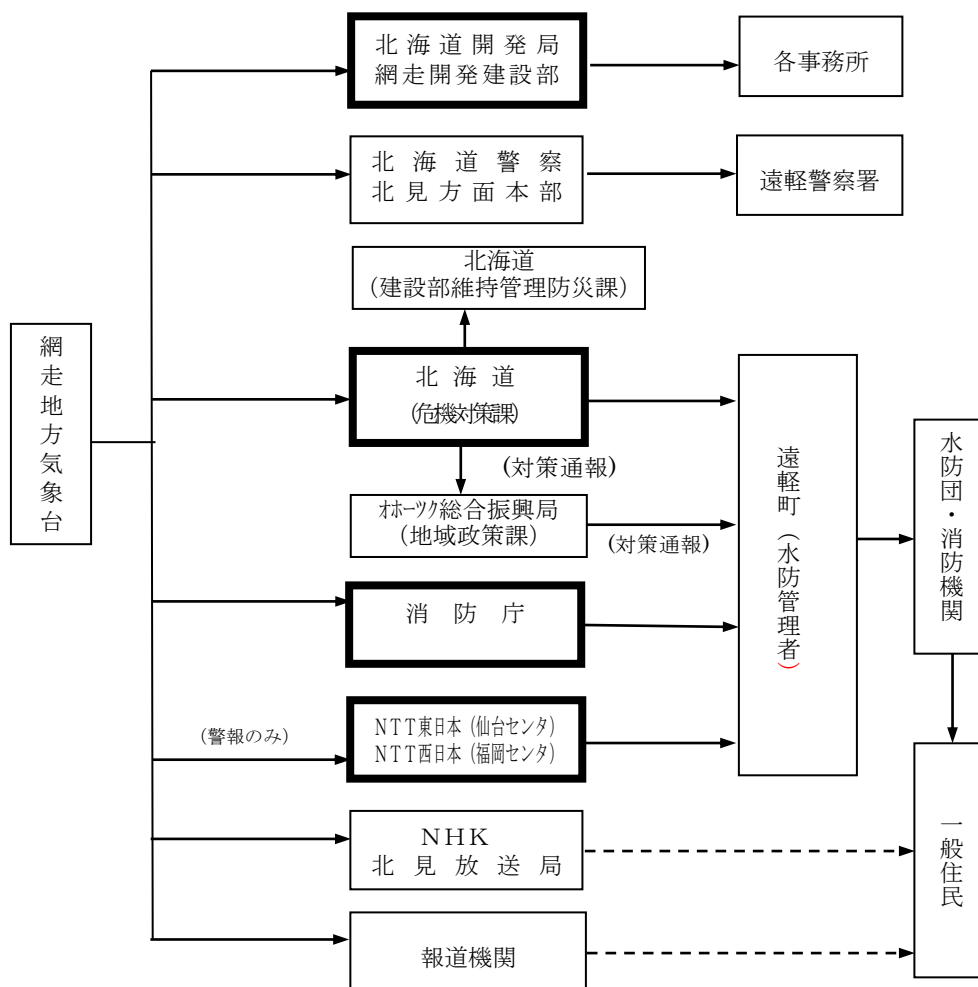 北海道開発局
網走開発建設部
各事務所
北海道警察
北見方面本部
遠軽警察署
北海道
(建設部維持管理防災課)
網走地方気象台
北海道
(危機対策課)
(対策通報)
ｵﾎｰﾂｸ総合振興局
(地域政策課)
(対策通報)
遠軽町(水防管理者)
水防団・消防機関
消防庁
(警報のみ)
NTT東日本(仙台センタ)
NTT西日本(福岡センタ)
NHK
北見放送局
一般住民
報道機関